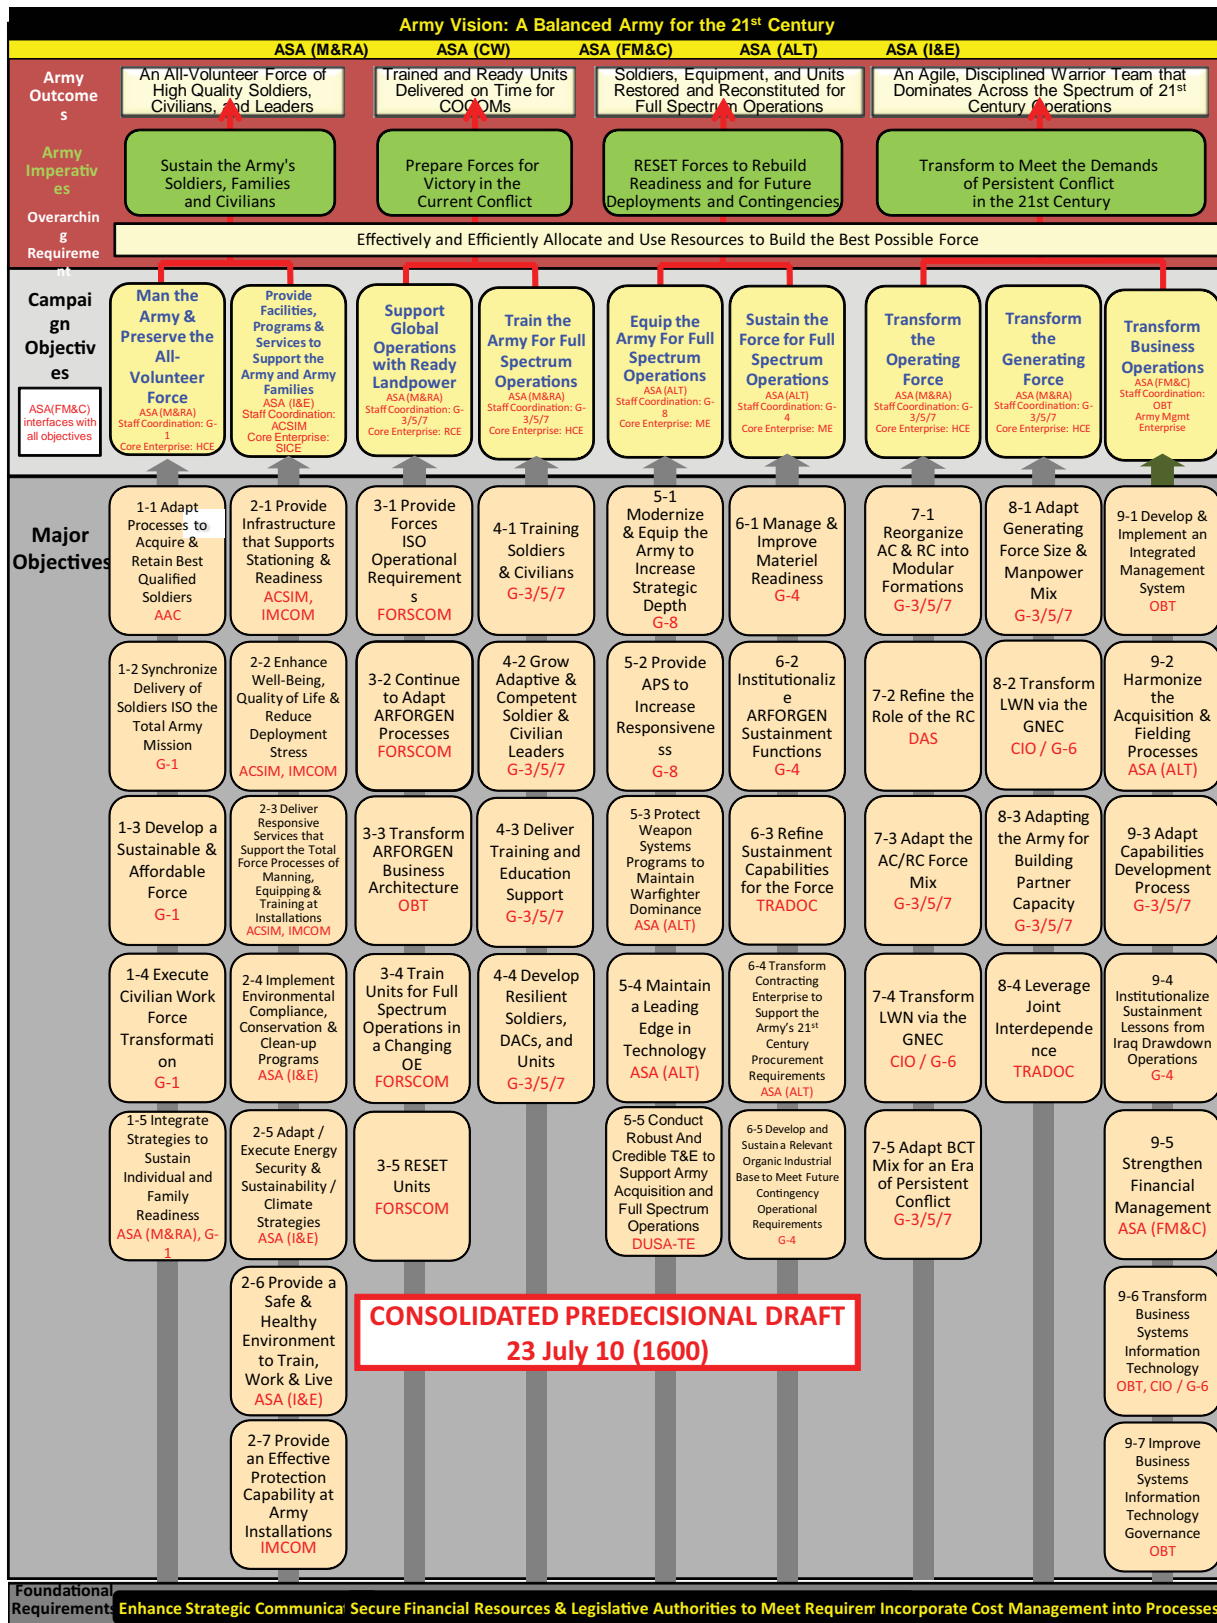 Army Vision: A Balanced Army for the 21st Century
ASA (M&RA) ASA (CW) ASA (FM&C) ASA (ALT) ASA (I&E)
Army
Outcome
s
An All-Volunteer Force of
High Quality Soldiers,
Civilians, and Leaders
Trained and Ready Units
Delivered on Time for
COCOMs
Soldiers, Equipment, and Units
Restored and Reconstituted for
Full Spectrum Operations
An Agile, Disciplined Warrior Team that
Dominates Across the Spectrum of 21st
Century Operations
Army
Imperativ
es
Sustain the Army's
Soldiers, Families
and Civilians
Prepare Forces for
Victory in the
Current Conflict
RESET Forces to Rebuild
Readiness and for Future
Deployments and Contingencies
Transform to Meet the Demands
of Persistent Conflict
in the 21st Century
Overarchin
g
Requireme
nt
Effectively and Efficiently Allocate and Use Resources to Build the Best Possible Force
Campai
gn
Objectiv
es
ASA(FM&C)
interfaces with
all objectives
Man the
Army &
Preserve the
All-
Volunteer
Force
ASA (M&RA)
Staff Coordination: G-
1
Core Enterprise: HCE
Provide
Facilities,
Programs &
Services to
Support the
Army and Army
Families
ASA (I&E)
Staff Coordination:
ACSIM
Core Enterprise:
SICE
Support
Global
Operations
with Ready
Landpower
ASA (M&RA)
Staff Coordination: G-
3/5/7
Core Enterprise: RCE
Train the
Army For Full
Spectrum
Operations
ASA (M&RA)
Staff Coordination: G-
3/5/7
Core Enterprise: HCE
Equip the
Army For Full
Spectrum
Operations
ASA (ALT)
Staff Coordination: G-
8
Core Enterprise: ME
Sustain the
Force for Full
Spectrum
Operations
ASA (ALT)
Staff Coordination: G-
4
Core Enterprise: ME
Transform
the
Operating
Force
ASA (M&RA)
Staff Coordination: G-
3/5/7
Core Enterprise: HCE
Transform
the
Generating
Force
ASA (M&RA)
Staff Coordination: G-
3/5/7
Core Enterprise: HCE
Transform
Business
Operations
ASA (FM&C)
Staff Coordination:
OBT
Army Mgmt
Enterprise
Major
Objectives
1-1 Adapt
Processes to
Acquire &
Retain Best
Qualified
Soldiers
AAC
2-1 Provide
Infrastructure
that Supports
Stationing &
Readiness
ACSIM,
IMCOM
3-1 Provide
Forces
ISO
Operational
Requirement
s
FORSCOM
4-1 Training
Soldiers
& Civilians
G-3/5/7
5-1
Modernize
& Equip the
Army to
Increase
Strategic
Depth
G-8
6-1 Manage &
Improve
Materiel
Readiness
G-4
7-1
Reorganize
AC & RC into
Modular
Formations
G-3/5/7
8-1 Adapt
Generating
Force Size &
Manpower
Mix
G-3/5/7
9-1 Develop &
Implement an
Integrated
Management
System
OBT
1-2 Synchronize
Delivery of
Soldiers ISO the
Total Army
Mission
G-1
2-2 Enhance
Well-Being,
Quality of Life &
Reduce
Deployment
Stress
ACSIM, IMCOM
3-2 Continue
to Adapt
ARFORGEN
Processes
FORSCOM
4-2 Grow
Adaptive &
Competent
Soldier &
Civilian
Leaders
G-3/5/7
5-2 Provide
APS to
Increase
Responsivene
ss
G-8
6-2
Institutionaliz
e
ARFORGEN
Sustainment
Functions
G-4
7-2 Refine the
Role of the RC
DAS
8-2 Transform
LWN via the
GNEC
CIO / G-6
9-2
Harmonize
the
Acquisition &
Fielding
Processes
ASA (ALT)
1-3 Develop a
Sustainable &
Affordable
Force
G-1
2-3 Deliver
Responsive
Services that
Support the Total
Force Processes of
Manning,
Equipping &
Training at
Installations
ACSIM, IMCOM
3-3 Transform
ARFORGEN
Business
Architecture
OBT
4-3 Deliver
Training and
Education
Support
G-3/5/7
5-3 Protect
Weapon
Systems
Programs to
Maintain
Warfighter
Dominance
ASA (ALT)
6-3 Refine
Sustainment
Capabilities
for the Force
TRADOC
7-3 Adapt the
AC/RC Force
Mix
G-3/5/7
8-3 Adapting
the Army for
Building
Partner
Capacity
G-3/5/7
9-3 Adapt
Capabilities
Development
Process
G-3/5/7
1-4 Execute
Civilian Work
Force
Transformati
on
G-1
2-4 Implement
Environmental
Compliance,
Conservation &
Clean-up
Programs
ASA (I&E)
3-4 Train
Units for Full
Spectrum
Operations in
a Changing
OE
FORSCOM
4-4 Develop
Resilient
Soldiers,
DACs, and
Units
G-3/5/7
5-4 Maintain
a Leading
Edge in
Technology
ASA (ALT)
6-4 Transform
Contracting
Enterprise to
Support the
Army's 21st
Century
Procurement
Requirements
ASA (ALT)
7-4 Transform
LWN via the
GNEC
CIO / G-6
8-4 Leverage
Joint
Interdepende
nce
TRADOC
9-4
Institutionalize
Sustainment
Lessons from
Iraq Drawdown
Operations
G-4
1-5 Integrate
Strategies to
Sustain
Individual and
Family
Readiness
ASA (M&RA), G-
1
2-5 Adapt /
Execute Energy
Security &
Sustainability /
Climate
Strategies
ASA (I&E)
3-5 RESET
Units
FORSCOM
5-5 Conduct
Robust And
Credible T&E to
Support Army
Acquisition and
Full Spectrum
Operations
DUSA-TE
6-5 Develop and
Sustain a Relevant
Organic Industrial
Base to Meet Future
Contingency
Operational
Requirements
G-4
7-5 Adapt BCT
Mix for an Era
of Persistent
Conflict
G-3/5/7
9-5
Strengthen
Financial
Management
ASA (FM&C)
2-6 Provide a
Safe &
Healthy
Environment
to Train,
Work & Live
ASA (I&E)
CONSOLIDATED PREDECISIONAL DRAFT
23 July 10 (1600)
9-6 Transform
Business
Systems
Information
Technology
OBT, CIO / G-6
2-7 Provide
an Effective
Protection
Capability at
Army
Installations
IMCOM
9-7 Improve
Business
Systems
Information
Technology
Governance
OBT
Foundational
Requirements
Enhance Strategic Communicat Secure Financial Resources & Legislative Authorities to Meet Requirem Incorporate Cost Management into Processes